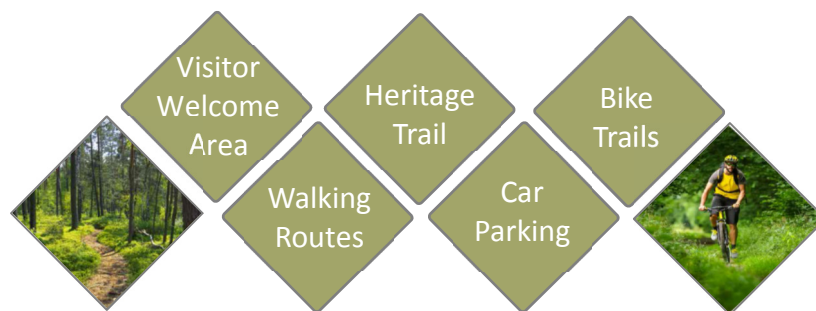 Visitor
Welcome
Area
Heritage
Trail
Bike
Trails
Walking
Routes
Car
Parking